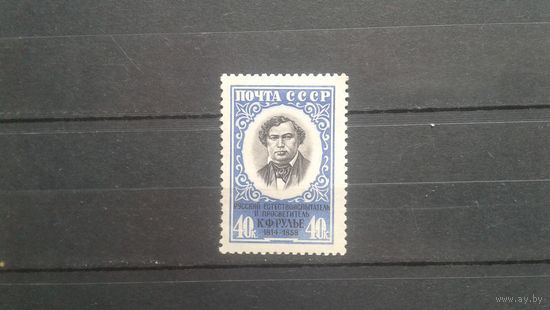 ПОЧТА СССР
РУССКИЙ ЕСТЕСТВОИСПЫТАТЕЛЬ
И ПРОСВЕТИТЕЛЬ
К.Ф.РУЛЬЕ
40к. 1814-1858 40к.
www.ay.by